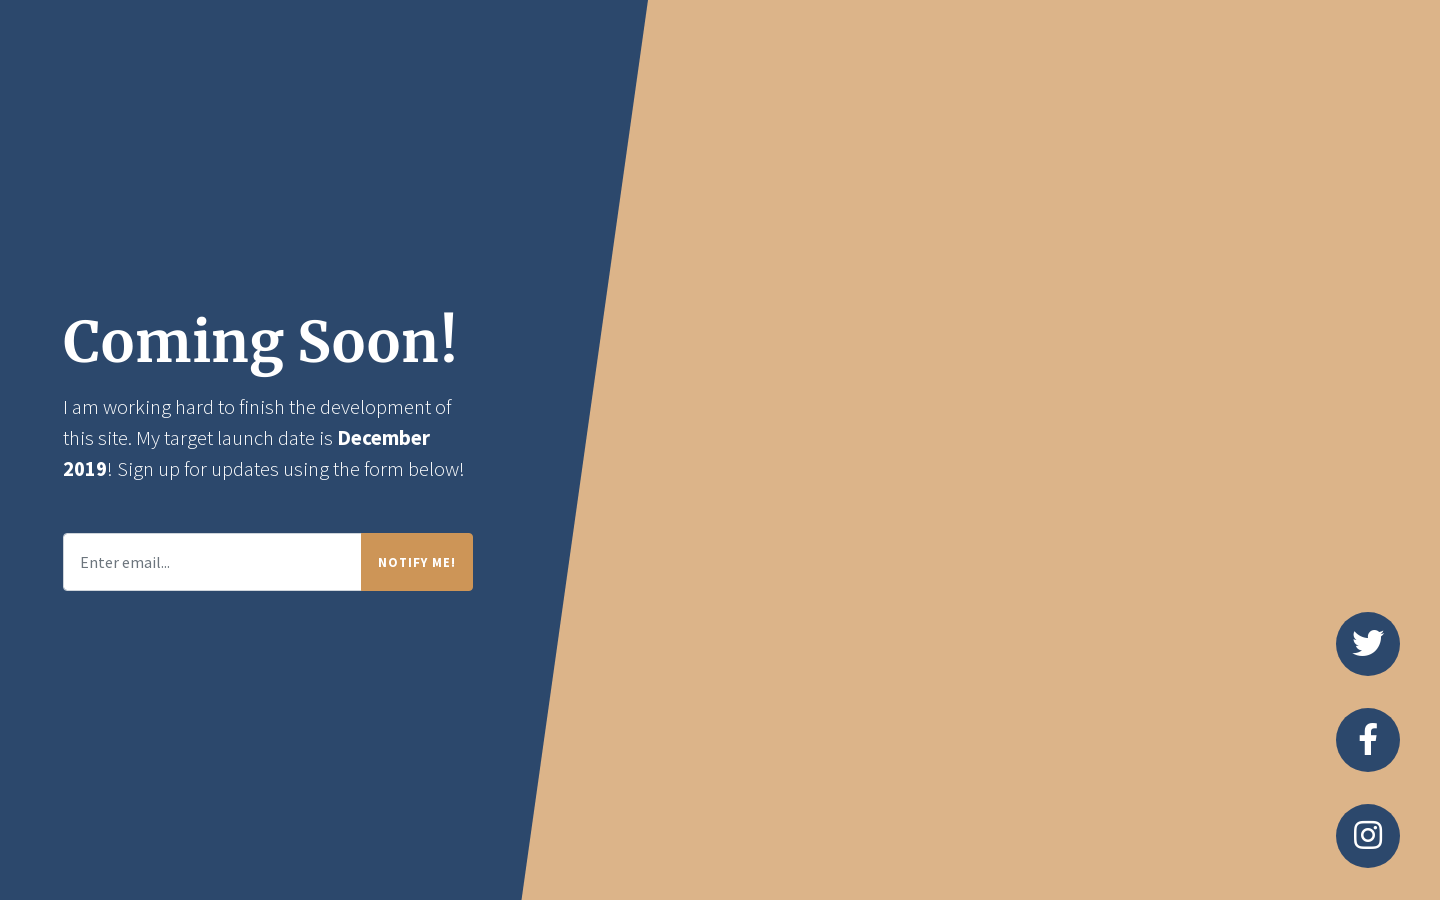 Coming Soon!
I am working hard to finish the development of
this site. My target launch date is December
2019! Sign up for updates using the form below!
Enter email...
NOTIFY ME!